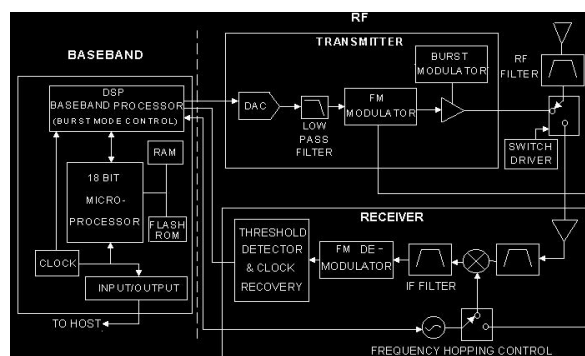 RF
BASEBAND
TRANSMITTER
BURST
MODULATOR
RF
FILTER
DSP
BASEBAND PROCESSOR
(BURST MODE CONTROL)
DAC
LOW
PASS
FILTER
FM
MODULATOR
SWITCH
DRIVER
RAM
18 BIT
MICRO-
PROCESSOR
FLASH
ROM
CLOCK
INPUT/OUTPUT
TO HOST
RECEIVER
THRESHOLD
DETECTOR
& CLOCK
RECOVERY
FM DE-
MODULATOR
IF FILTER
FREQUENCY HOPPING CONTROL